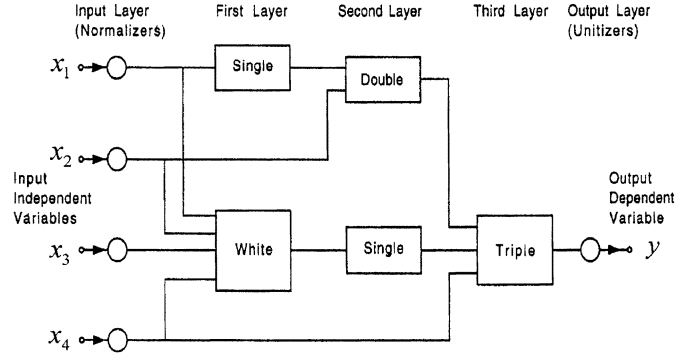 Input Layer First Layer Second Layer Third Layer Output Layer
(Normalizers) (Unitizers)
x1 Single Double
x2
Input
Independent
Variables
Output
Dependent
Variable
x3 White Single Triple y
x4